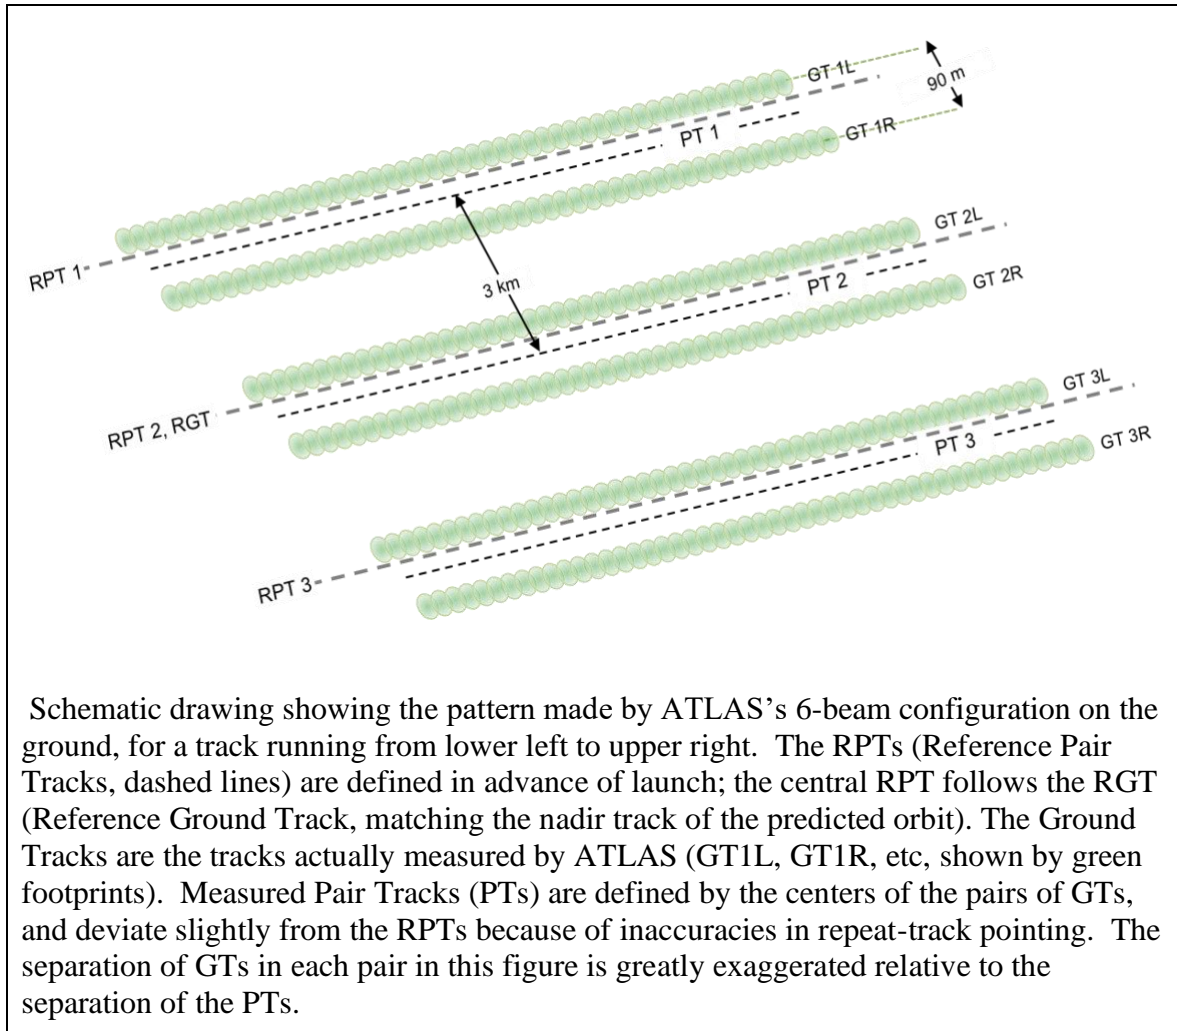 GT 1L
90 m
PT 1
GT 1R
RPT 1
GT 2L
3 km
PT 2
GT 2R
RPT 2, RGT
GT 3L
PT 3
GT 3R
RPT 3
Schematic drawing showing the pattern made by ATLAS’s 6-beam configuration on the
ground, for a track running from lower left to upper right.  The RPTs (Reference Pair
Tracks, dashed lines) are defined in advance of launch; the central RPT follows the RGT
(Reference Ground Track, matching the nadir track of the predicted orbit). The Ground
Tracks are the tracks actually measured by ATLAS (GT1L, GT1R, etc, shown by green
footprints).  Measured Pair Tracks (PTs) are defined by the centers of the pairs of GTs,
and deviate slightly from the RPTs because of inaccuracies in repeat-track pointing.  The
separation of GTs in each pair in this figure is greatly exaggerated relative to the
separation of the PTs.